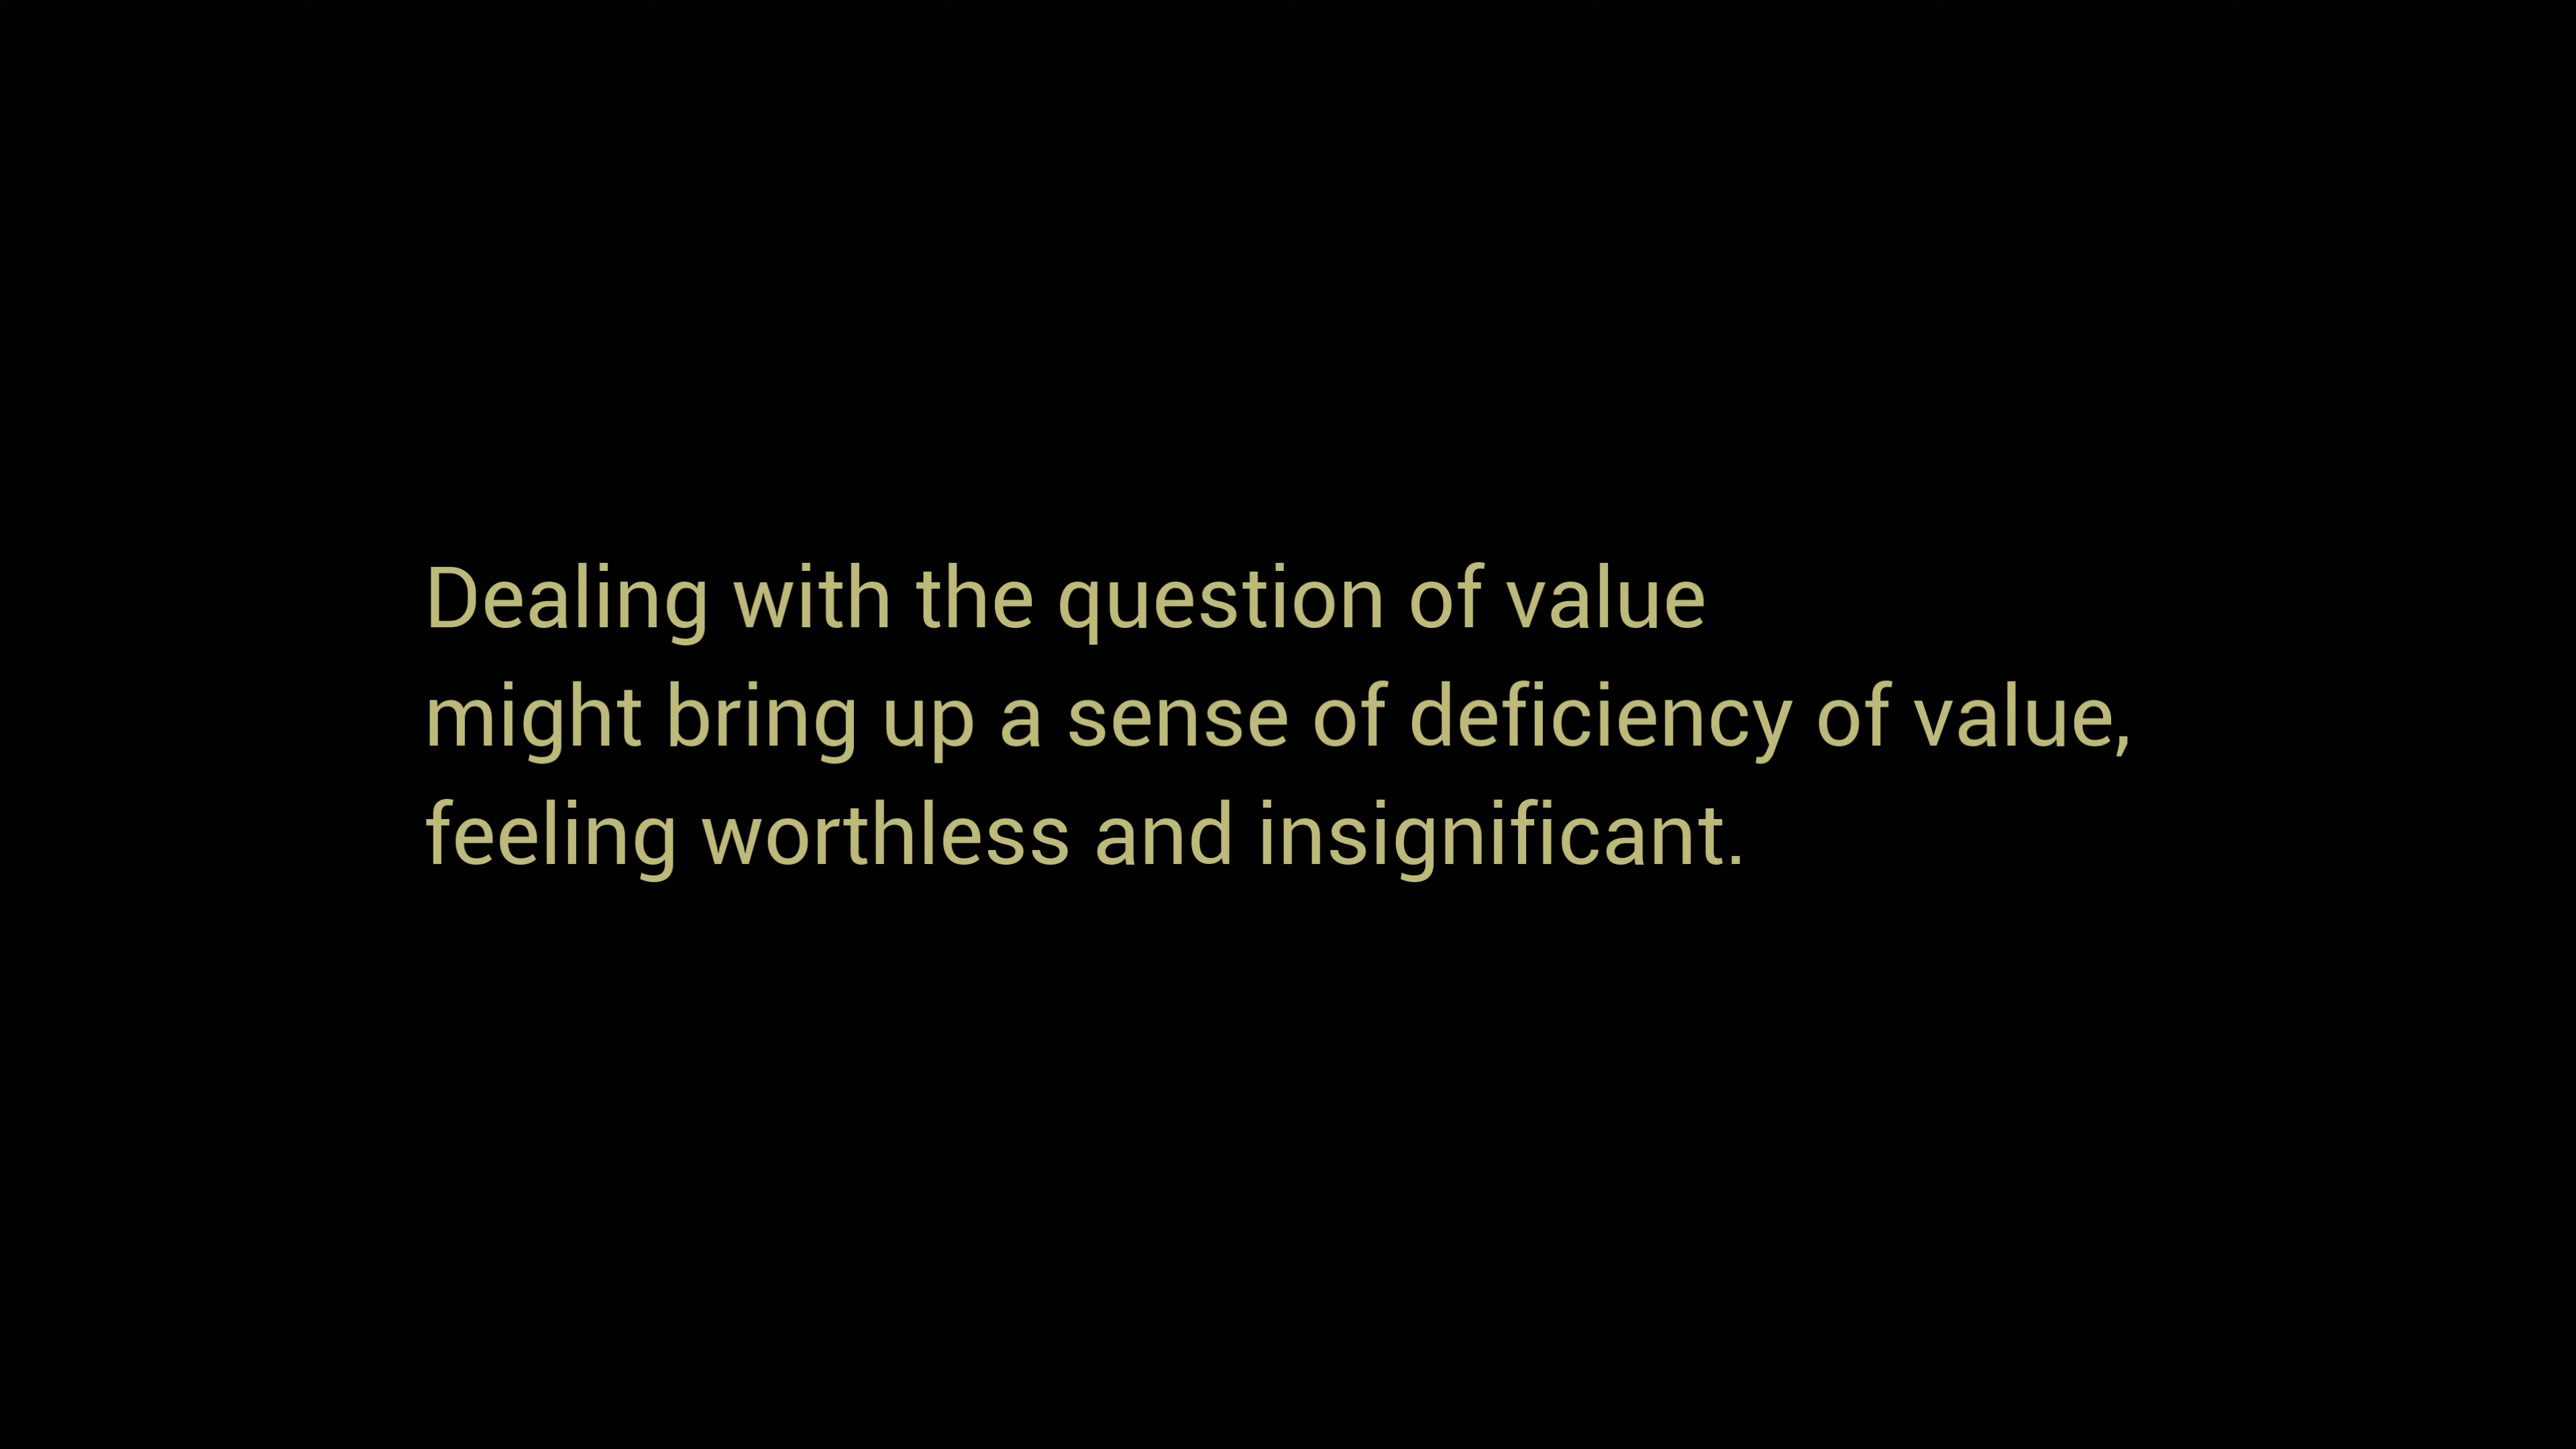 Dealing with the question of value
might bring up a sense of deficiency of value,
feeling worthless and insignificant.